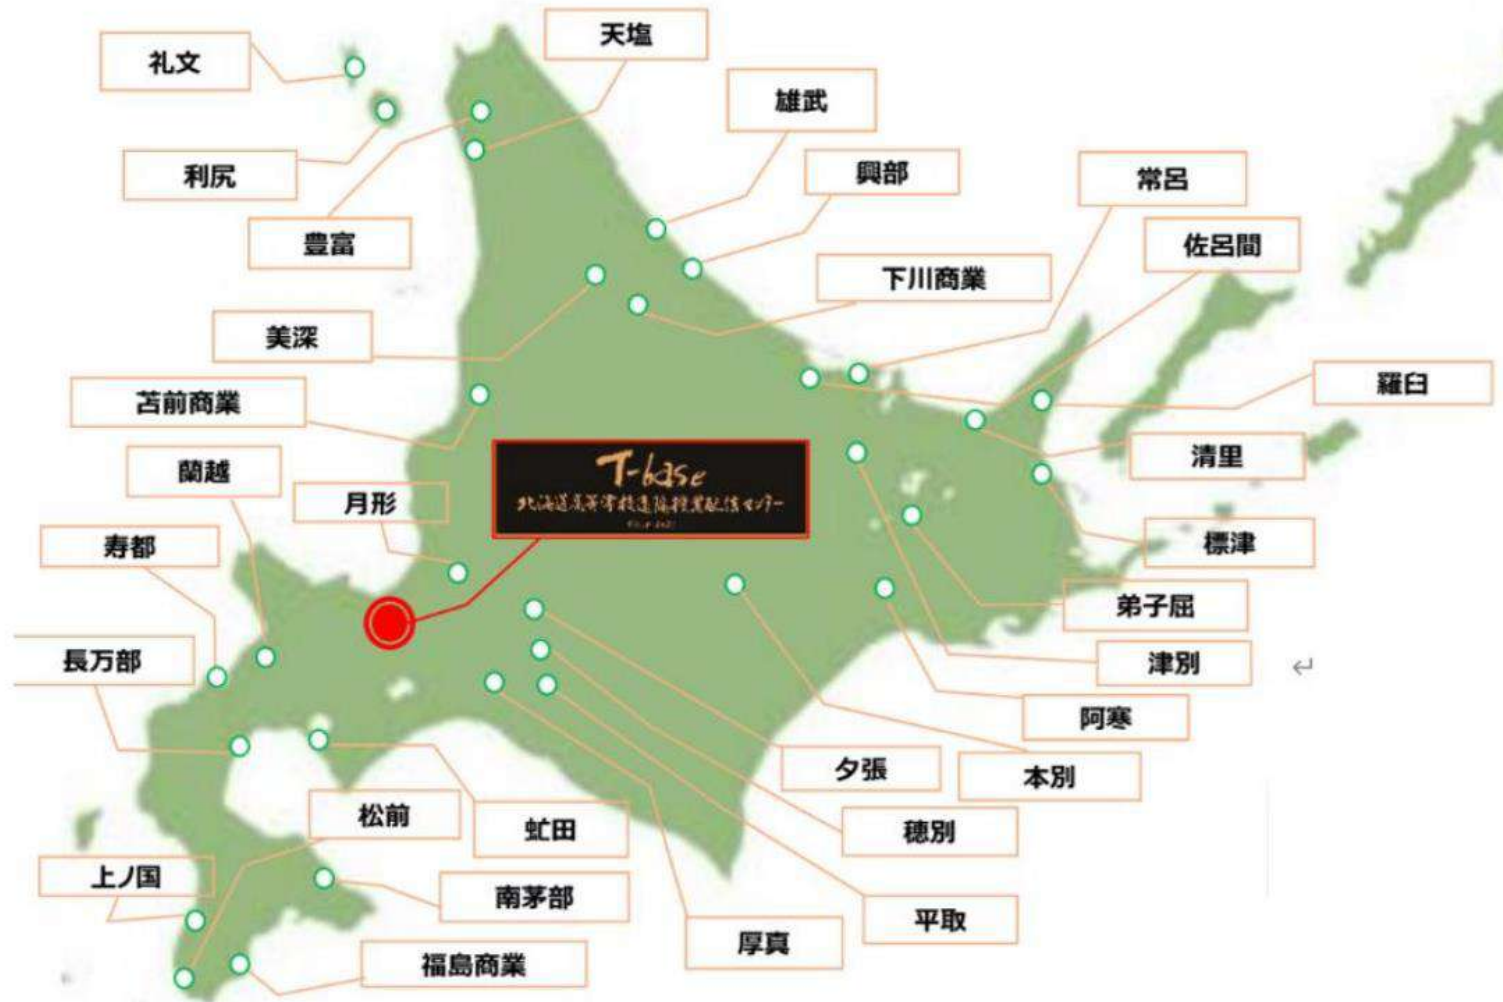 天塩
礼文
雄武
利尻
興部
常呂
豊富
佐呂間
下川商業
美深
羅臼
苫前商業
T-base
北海道高等学校遠隔授業配信センター
清里
蘭越
月形
寿都
標津
弟子屈
長万部
津別
阿寒
夕張
本別
松前
虻田
穂別
上ノ国
南茅部
平取
厚真
福島商業